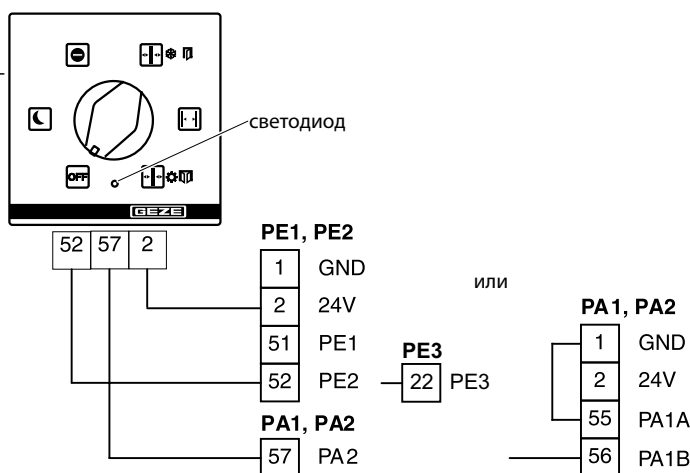 OFF
светодиод
GEZE
52 57 2
PE1, PE2
1 GND
2 24V
51 PE1
52 PE2
PA1, PA2
57 PA2
или
PE3
22 PE3
PA1, PA2
1 GND
2 24V
55 PA1A
56 PA1B